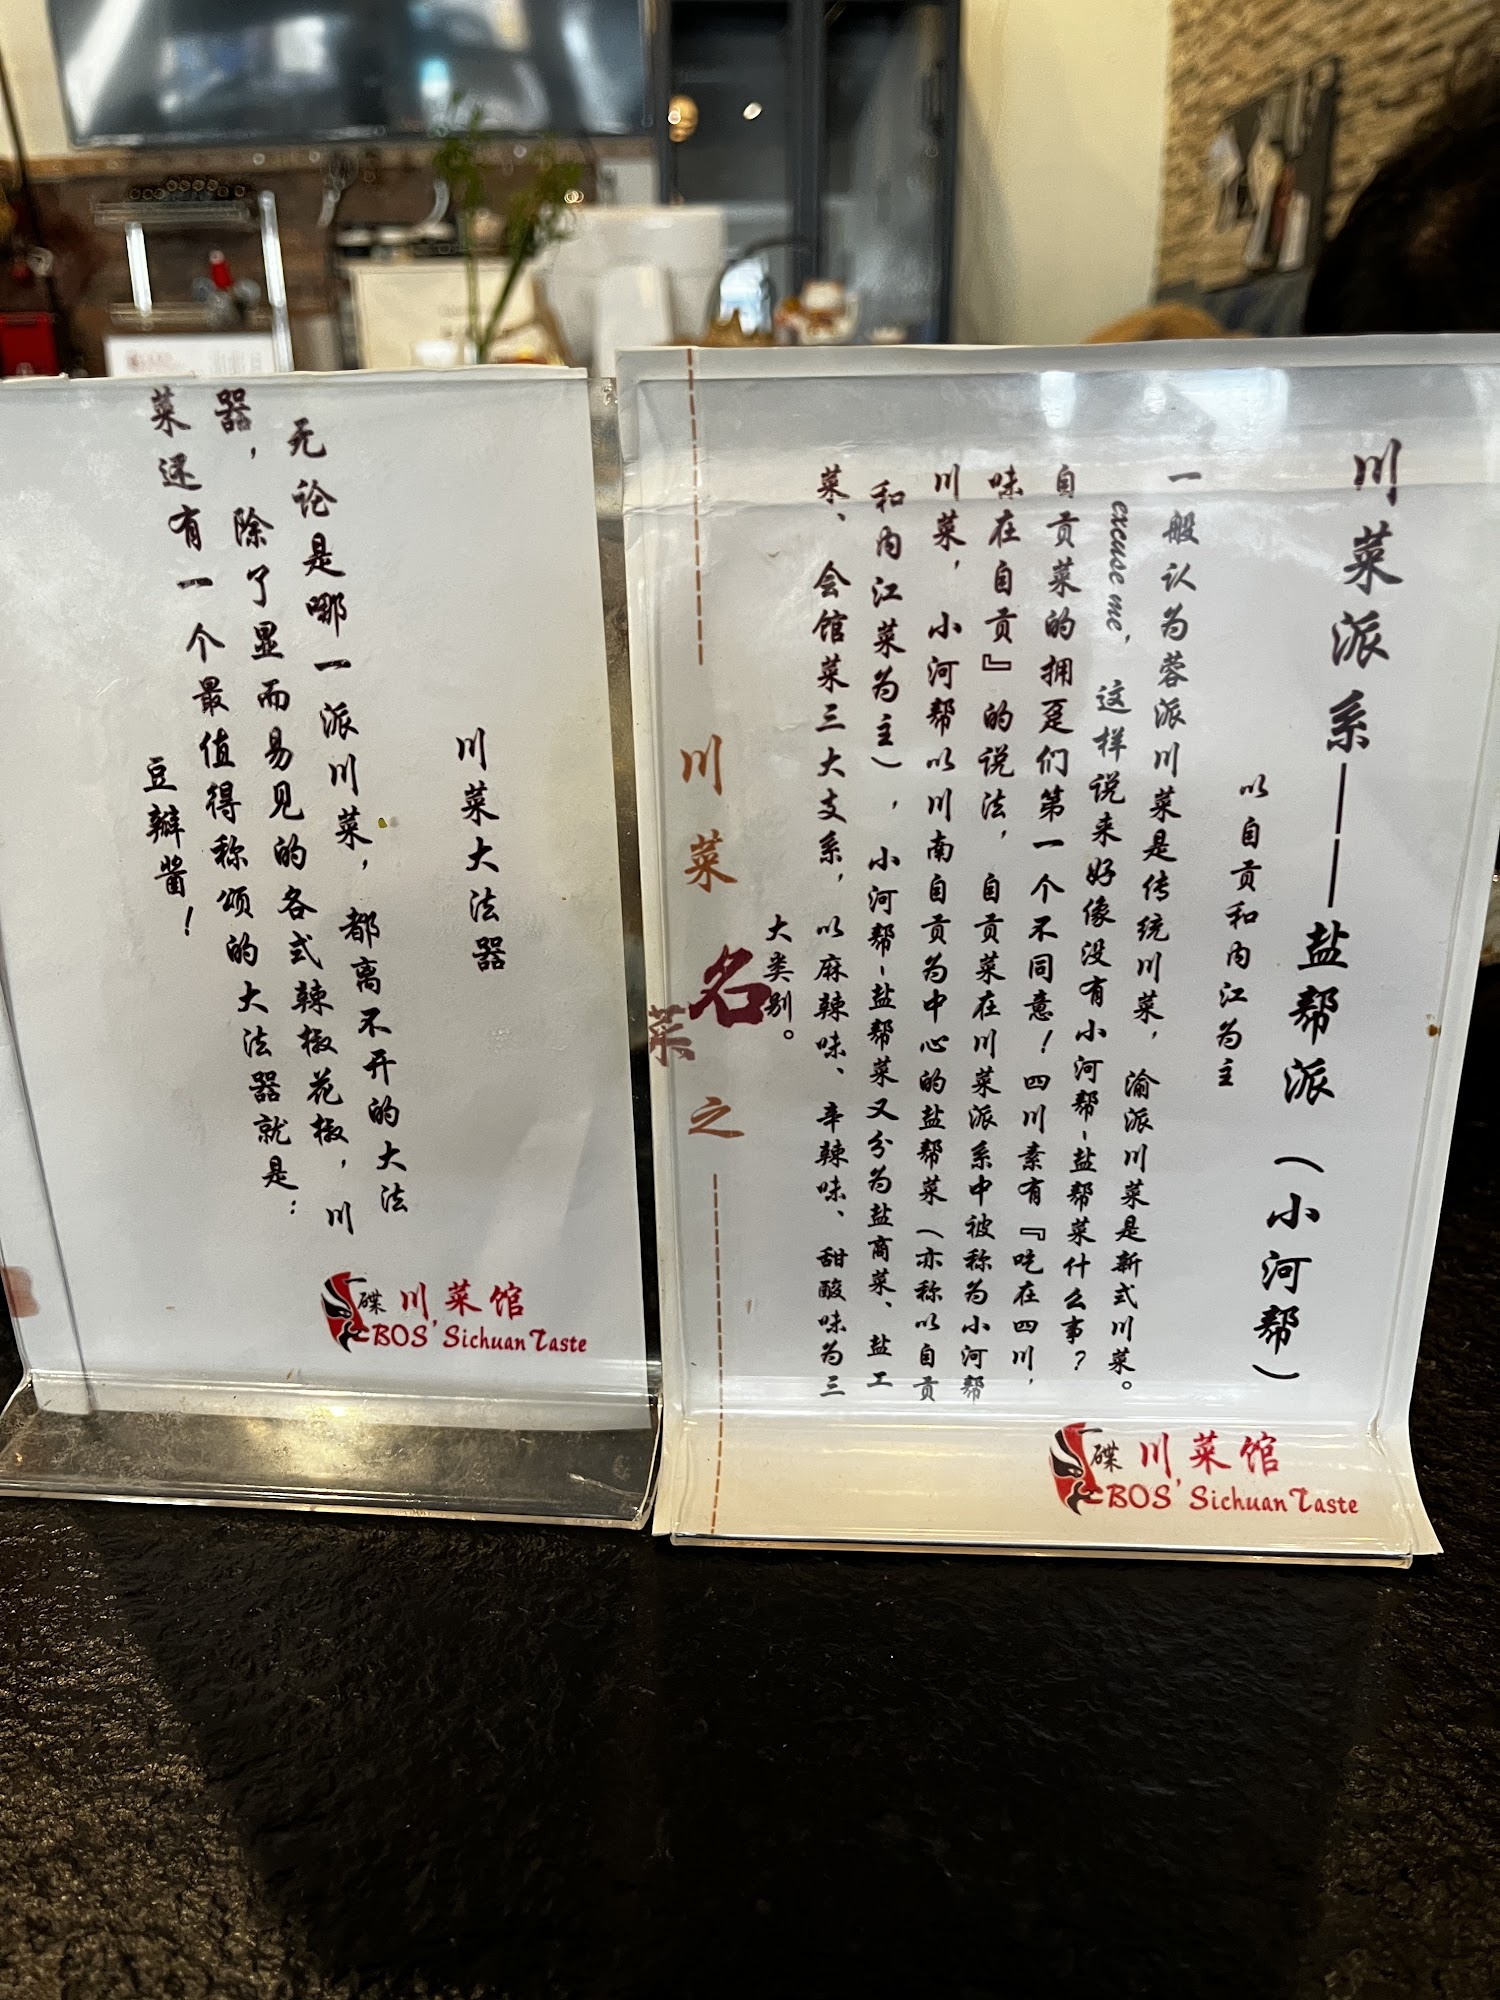 川菜派系——盐帮派（小河帮）
以自贡和内江为主
一般认为蓉派川菜是传统川菜，渝派川菜是新式川菜。
excuse me，这样说来好像没有小河帮-盐帮菜什么事？
自贡菜的拥趸们第一个不同意！四川素有『吃在四川，
味在自贡』的说法，自贡菜在川菜派系中被称为小河帮
川菜，小河帮以川南自贡为中心的盐帮菜（亦称以自贡
和内江菜为主），小河帮-盐帮菜又分为盐商菜、盐工
菜、会馆菜三大支系，以麻辣味、辛辣味、甜酸味为三
大类别。
川菜之
名菜
碟川菜馆
BOS' Sichuan Taste
川菜大法器
无论是哪一派川菜，都离不开的大法
器，除了显而易见的各式辣椒花椒，川
菜还有一个最值得称颂的大法器就是：
豆瓣酱！
碟川菜馆
BOS' Sichuan Taste